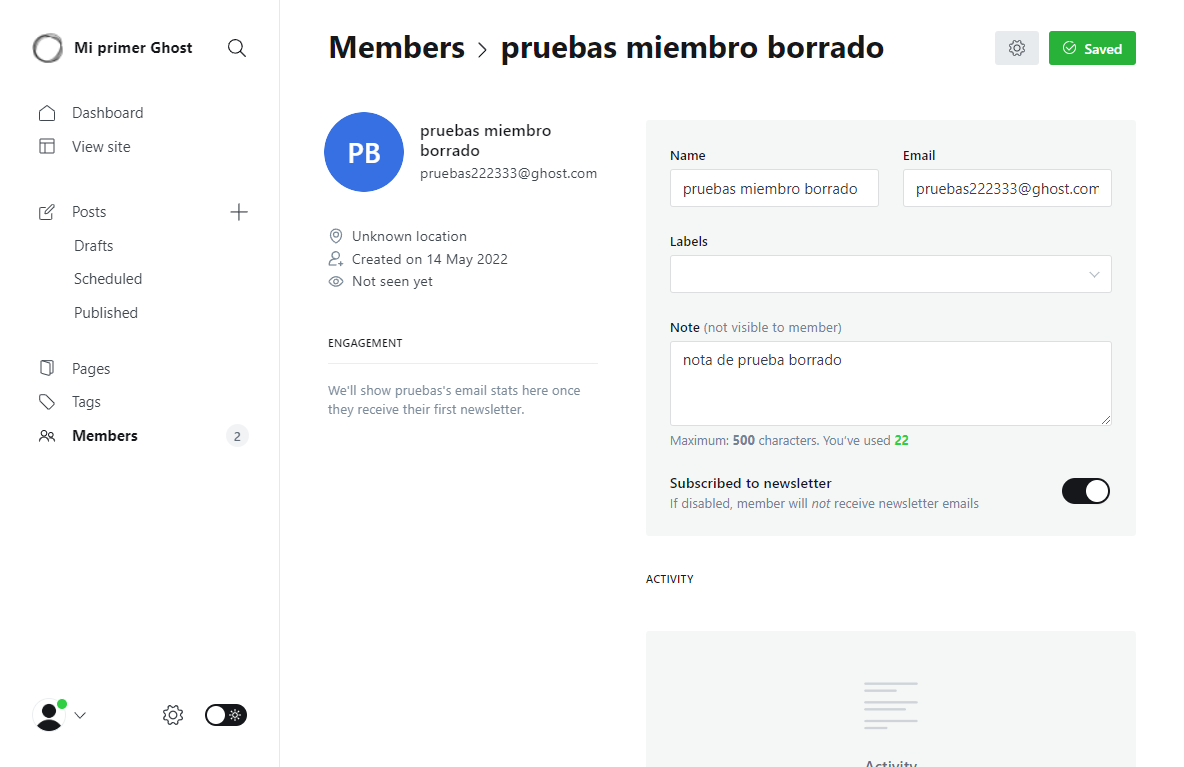 Mi primer Ghost
Dashboard
View site
Posts
Drafts
Scheduled
Published
Pages
Tags
Members 2
Members > pruebas miembro borrado
Saved
PB
pruebas miembro
borrado
pruebas222333@ghost.com
Unknown location
Created on 14 May 2022
Not seen yet
ENGAGEMENT
We'll show pruebas's email stats here once
they receive their first newsletter.
Name
pruebas miembro borrado
Email
pruebas222333@ghost.com
Labels
Note (not visible to member)
nota de prueba borrado
Maximum: 500 characters. You've used 22
Subscribed to newsletter
If disabled, member will not receive newsletter emails
ACTIVITY
Activity